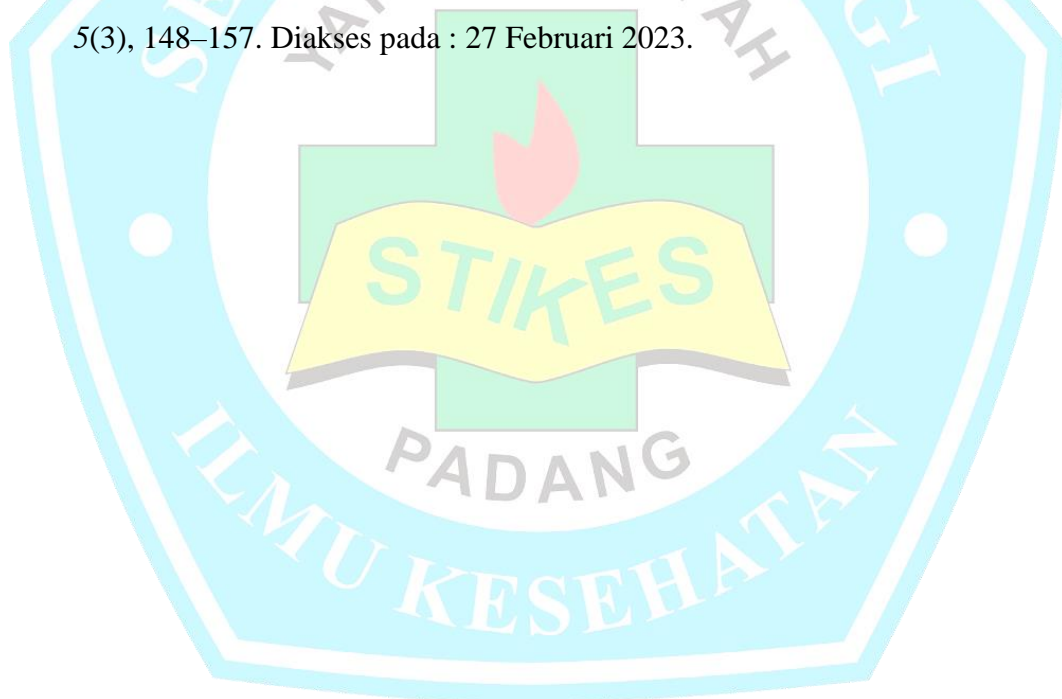 5(3), 148–157. Diakses pada : 27 Februari 2023.
STIKES
PADANG
ILMU KESEHATAN